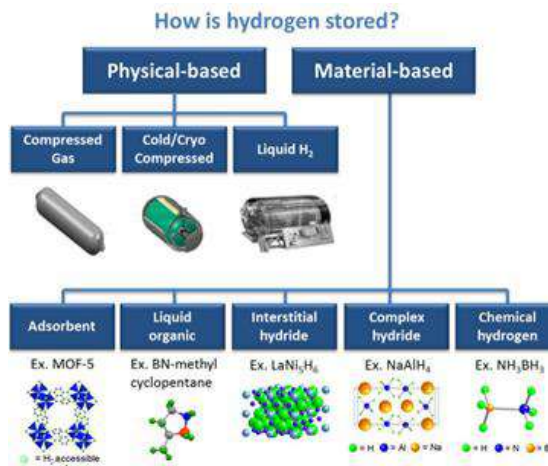 How is hydrogen stored?
Physical-based
Material-based
Compressed
Gas
Cold/Cryo
Compressed
Liquid H₂
Adsorbent
Liquid
organic
Interstitial
hydride
Complex
hydride
Chemical
hydrogen
Ex. MOF-5
Ex. BN-methyl
cyclopentane
Ex. LaNi₅H₆
Ex. NaAlH₄
Ex. NH₃BH₃
= H₂ accessible
= H = Al = Na
= H = N